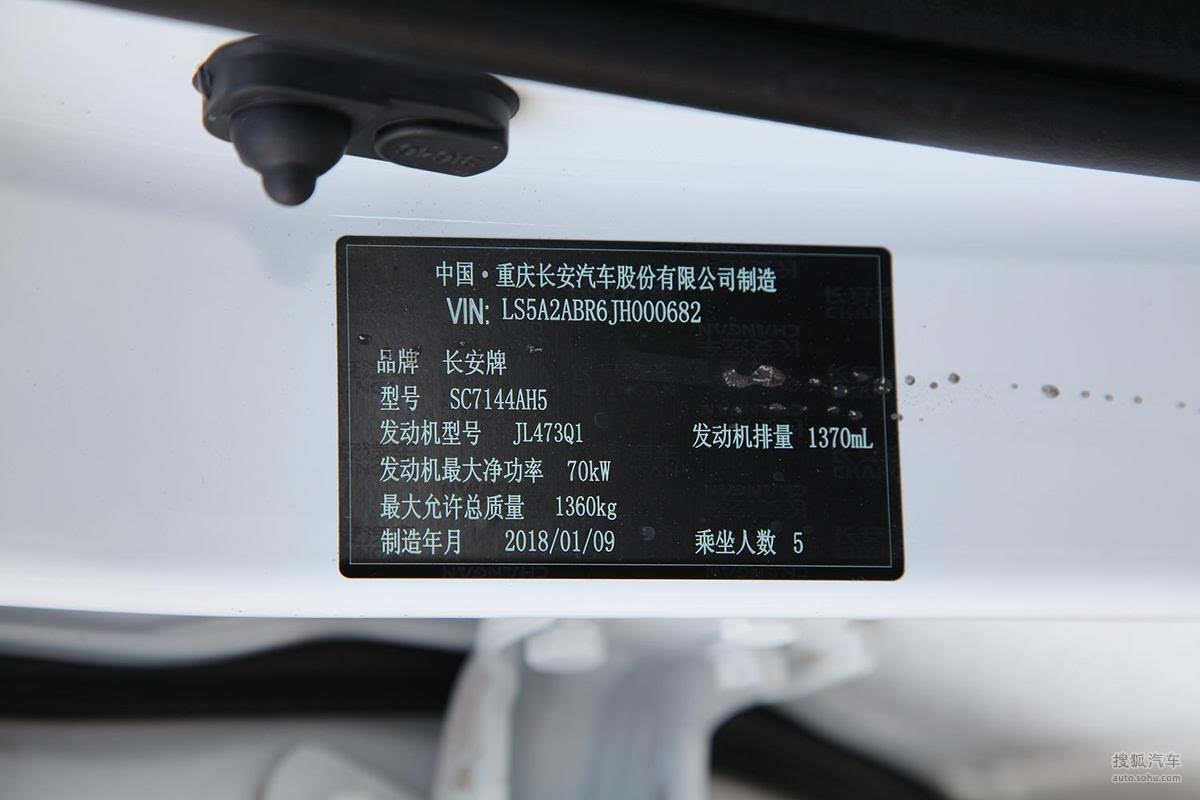 中国·重庆长安汽车股份有限公司制造
VIN: LS5A2ABR6JH000682
品牌 长安牌
型号 SC7144AH5
发动机型号 JL473Q1 发动机排量 1370mL
发动机最大净功率 70kW
最大允许总质量 1360kg
制造年月 2018/01/09 乘坐人数 5
搜狐汽车
auto.sohu.com